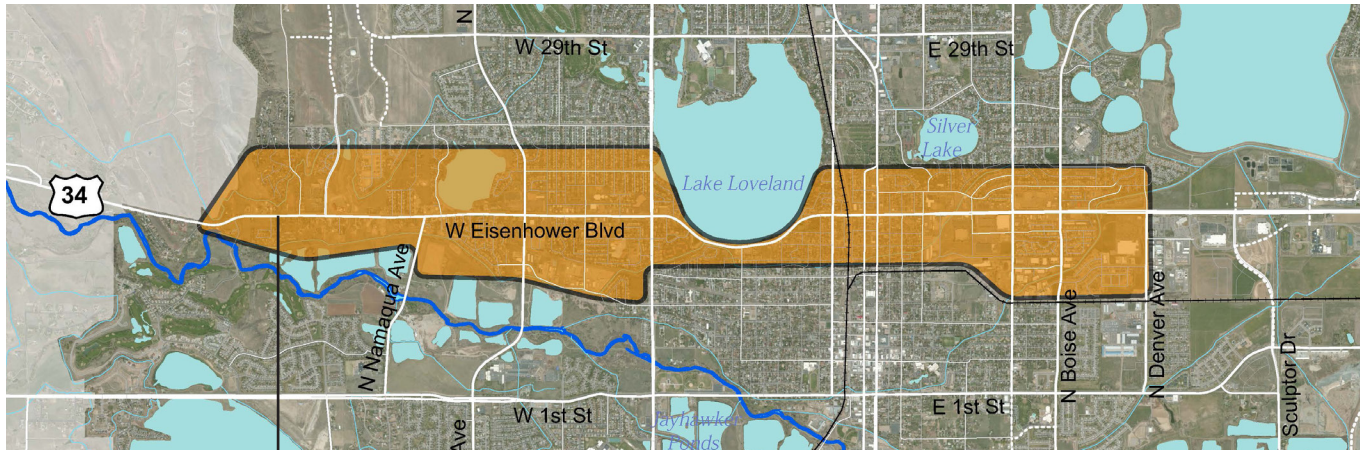 N
W 29th St
E 29th St
Silver
Lake
34
Lake Loveland
W Eisenhower Blvd
N Namaqua Ave
N Boise Ave
N Denver Ave
Sculptor Dr
W 1st St
E 1st St
Ave
Jayhawker
Ponds